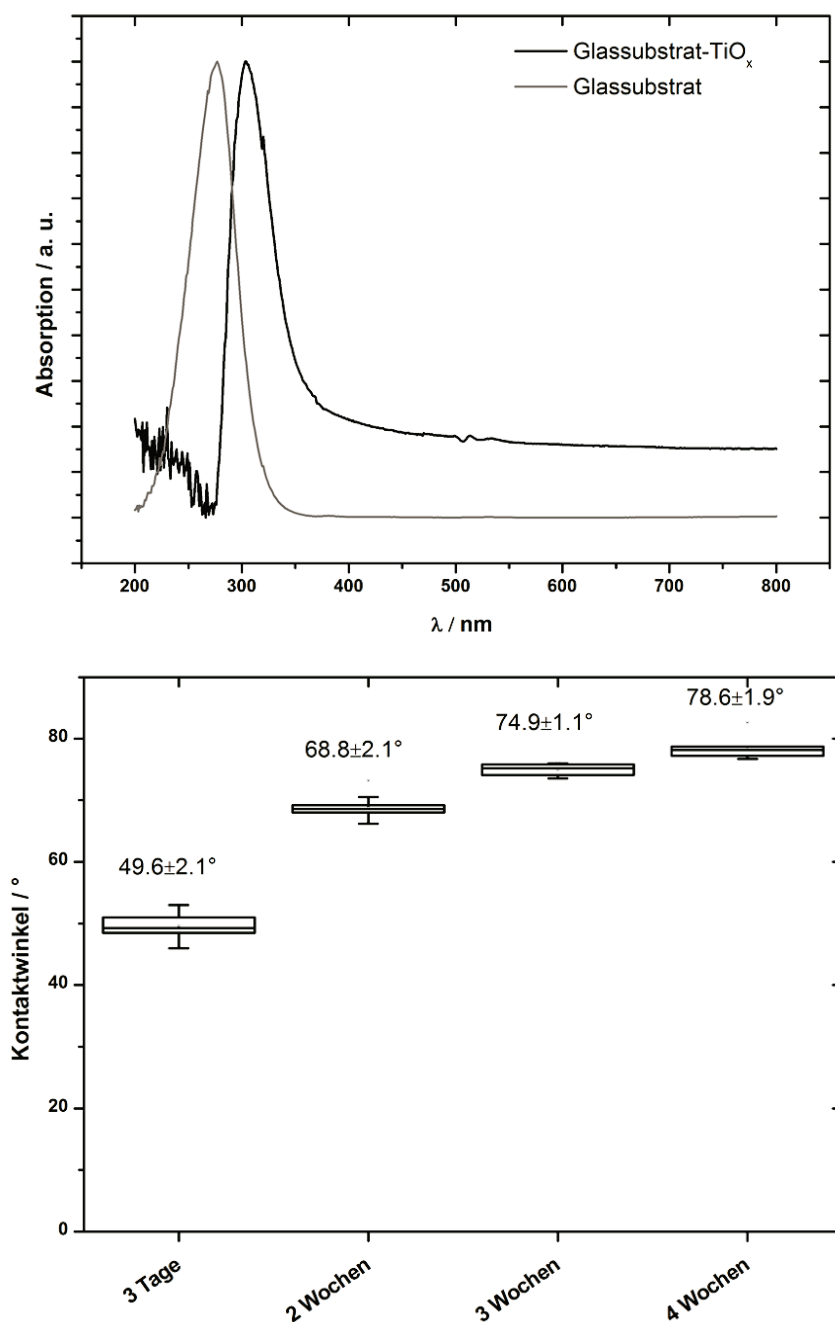 Glassubstrat-TiOₓ
Glassubstrat
Absorption / a. u.
200 300 400 500 600 700 800
λ / nm
78.6±1.9°
74.9±1.1°
68.8±2.1°
49.6±2.1°
80
60
40
20
0
Kontaktwinkel / °
3 Tage
2 Wochen
3 Wochen
4 Wochen